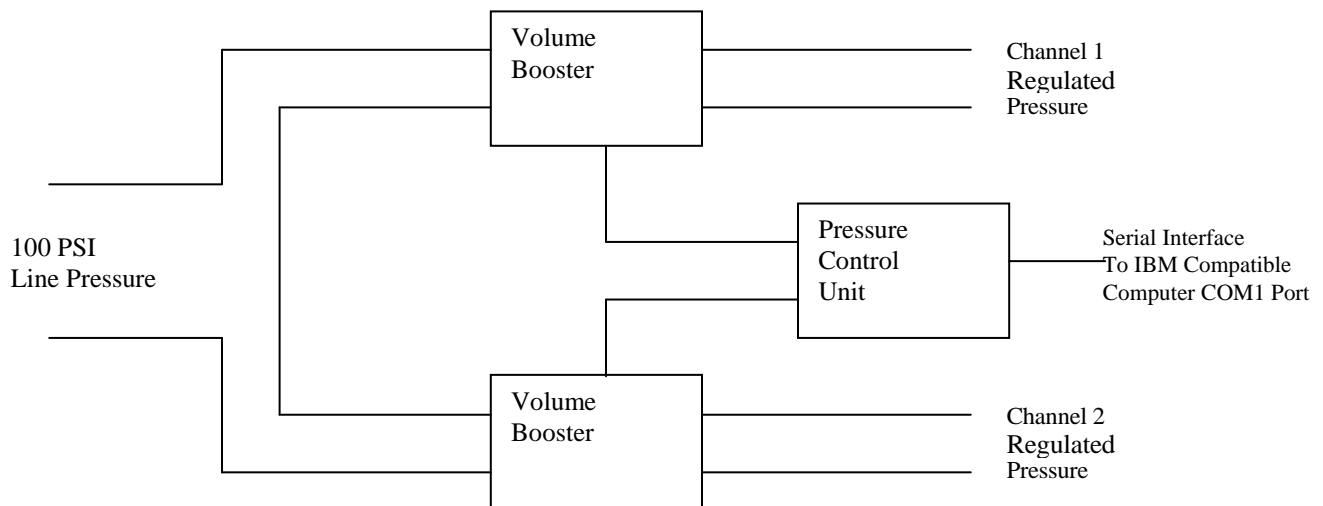 Volume
Booster
Channel 1
Regulated
Pressure
100 PSI
Line Pressure
Pressure
Control
Unit
Serial Interface
To IBM Compatible
Computer COM1 Port
Volume
Booster
Channel 2
Regulated
Pressure